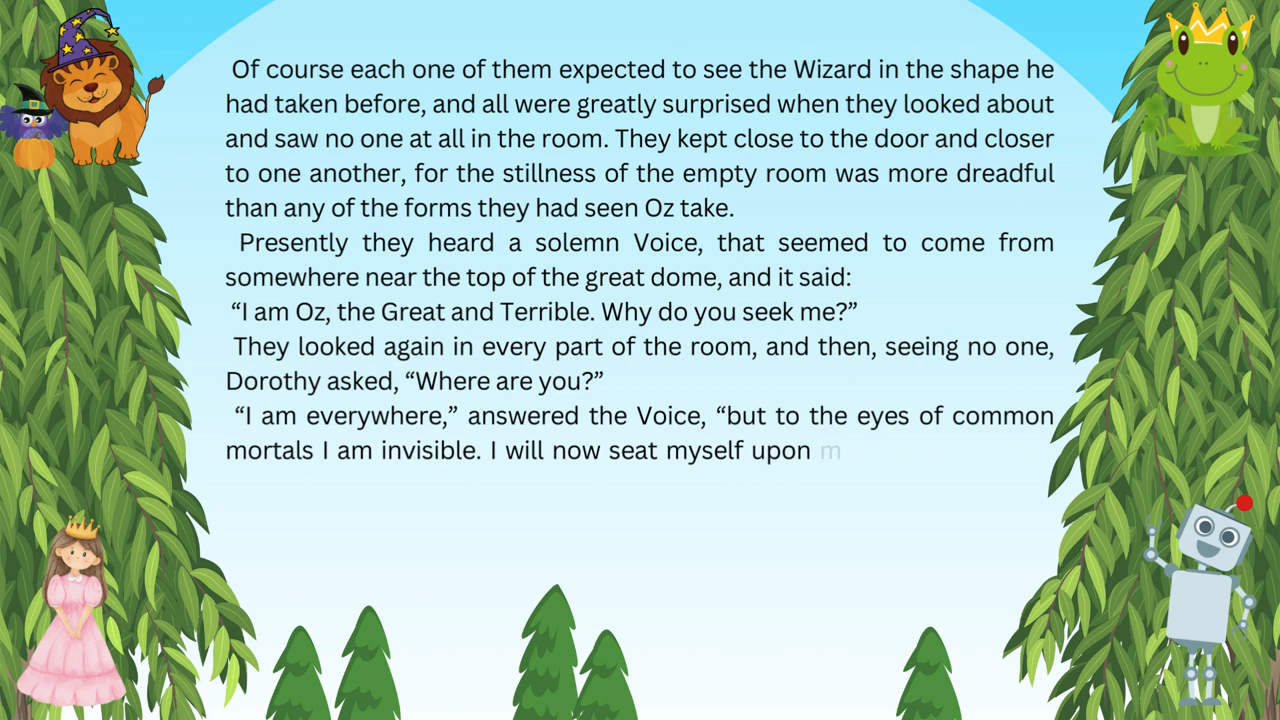 Of course each one of them expected to see the Wizard in the shape he
had taken before, and all were greatly surprised when they looked about
and saw no one at all in the room. They kept close to the door and closer
to one another, for the stillness of the empty room was more dreadful
than any of the forms they had seen Oz take.
Presently they heard a solemn Voice, that seemed to come from
somewhere near the top of the great dome, and it said:
“I am Oz, the Great and Terrible. Why do you seek me?”
They looked again in every part of the room, and then, seeing no one,
Dorothy asked, “Where are you?”
“I am everywhere,” answered the Voice, “but to the eyes of common
mortals I am invisible. I will now seat myself upon m